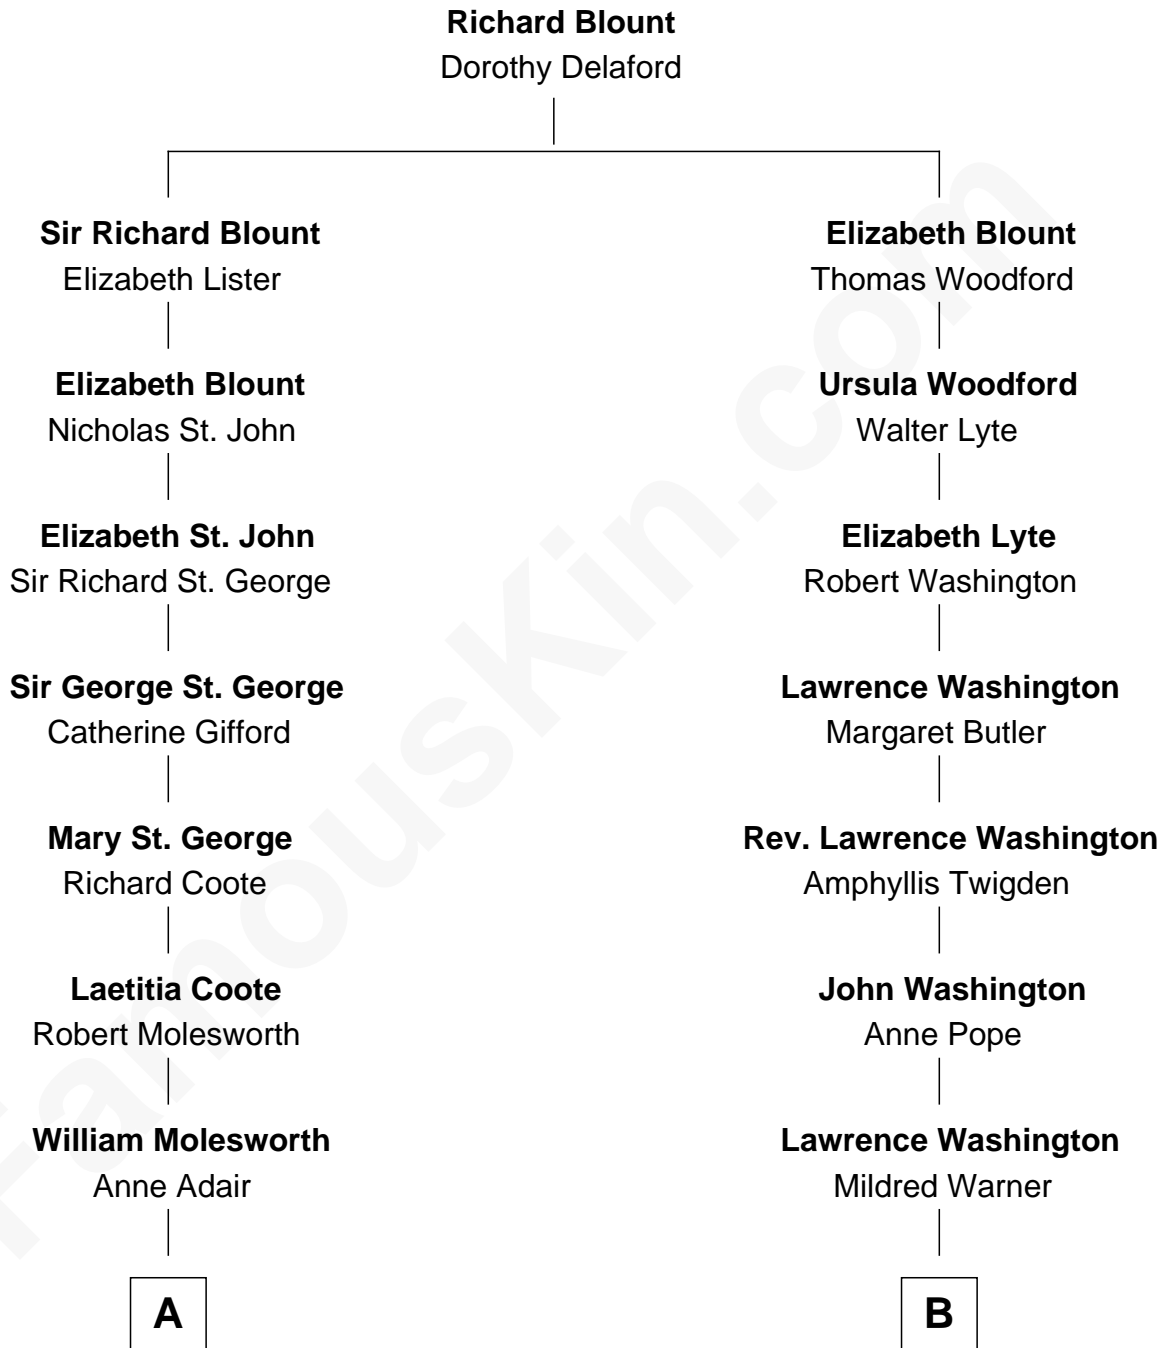 Richard Blount
Dorothy Delaford
Sir Richard Blount
Elizabeth Lister
Elizabeth Blount
Nicholas St. John
Elizabeth St. John
Sir Richard St. George
Sir George St. George
Catherine Gifford
Mary St. George
Richard Coote
Laetitia Coote
Robert Molesworth
William Molesworth
Anne Adair
A
Elizabeth Blount
Thomas Woodford
Ursula Woodford
Walter Lyte
Elizabeth Lyte
Robert Washington
Lawrence Washington
Margaret Butler
Rev. Lawrence Washington
Amphyllis Twigden
John Washington
Anne Pope
Lawrence Washington
Mildred Warner
B
FamousKin.com